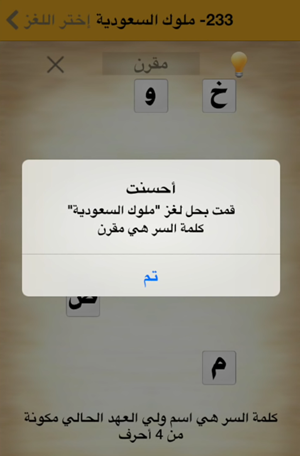 233- ملوك السعودية إختر اللغز
مقرن
و خ
أحسنت
قمت بحل لغز "ملوك السعودية"
كلمة السر هي مقرن
تم
ض
م
كلمة السر هي اسم ولي العهد الحالي مكونة
من 4 أحرف